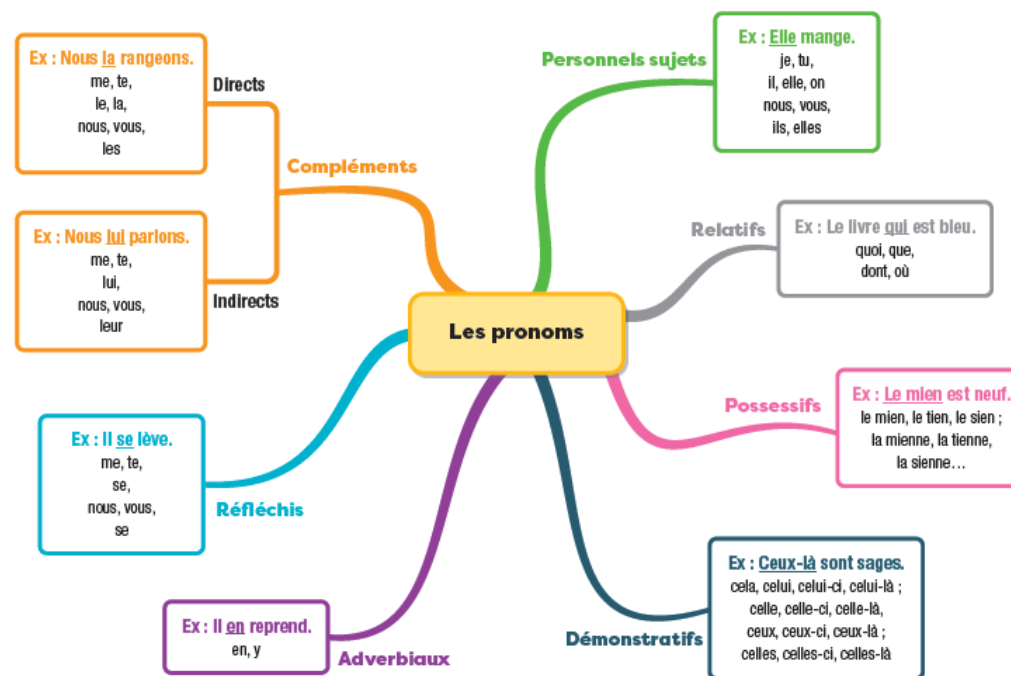 Les pronoms
Personnels sujets
Ex : Elle mange.
je, tu,
il, elle, on
nous, vous,
ils, elles
Relatifs
Ex : Le livre qui est bleu.
quoi, que,
dont, où
Possessifs
Ex : Le mien est neuf.
le mien, le tien, le sien ;
la mienne, la tienne,
la sienne…
Démonstratifs
Ex : Ceux-là sont sages.
cela, celui, celui-ci, celui-là ;
celle, celle-ci, celle-là,
ceux, ceux-ci, ceux-là ;
celles, celles-ci, celles-là
Adverbiaux
Ex : Il en reprend.
en, y
Réfléchis
Ex : Il se lève.
me, te,
se,
nous, vous,
se
Compléments
Directs
Ex : Nous la rangeons.
me, te,
le, la,
nous, vous,
les
Indirects
Ex : Nous lui parlons.
me, te,
lui,
nous, vous,
leur